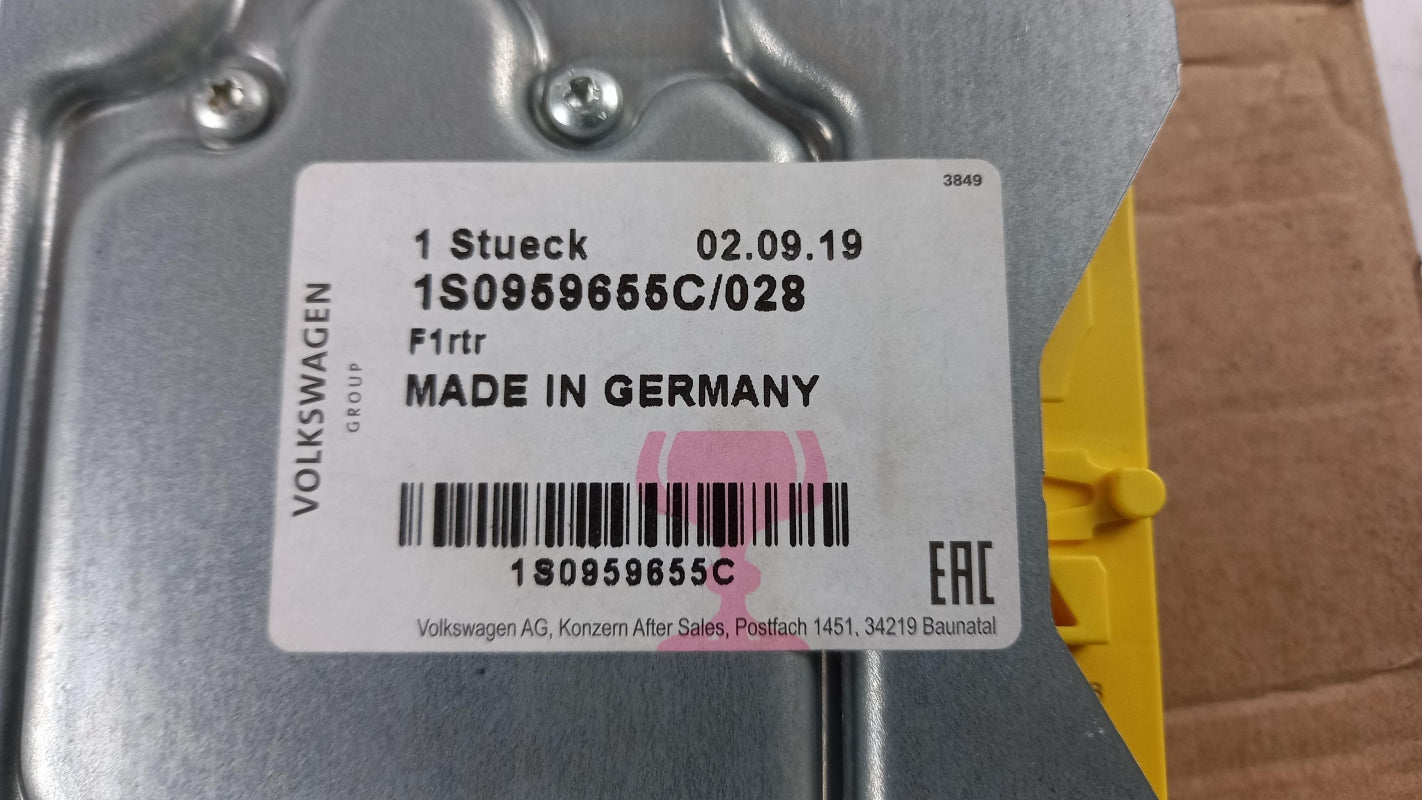 3849
1 Stueck 02.09.19
1S0959655C/028
F1rtr
MADE IN GERMANY
VOLKSWAGEN
GROUP
1S0959655C
EAC
Volkswagen AG, Konzern After Sales, Postfach 1451, 34219 Baunatal